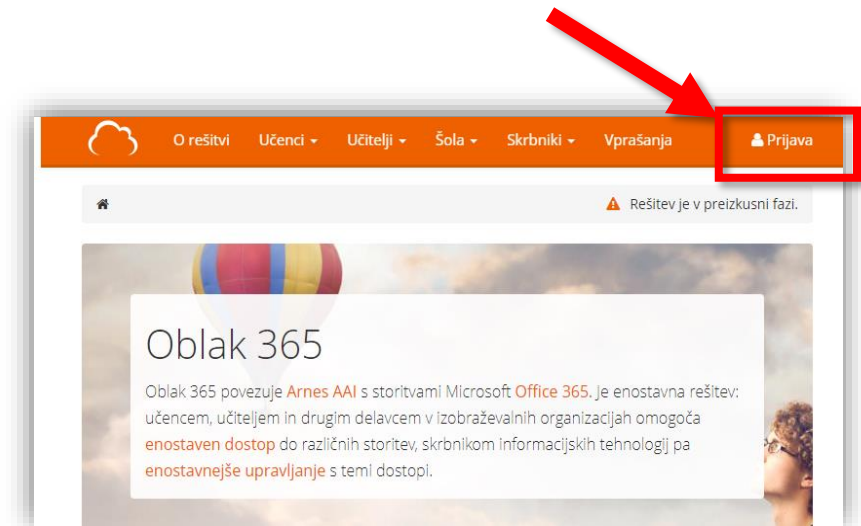 O rešitvi Učenci Učitelji Šola Skrbniki Vprašanja Prijava
Rešitev je v preizkusni fazi.
Oblak 365
Oblak 365 povezuje Arnes AAI s storitvami Microsoft Office 365. Je enostavna rešitev:
učencem, učiteljem in drugim delavcem v izobraževalnih organizacijah omogoča
enostaven dostop do različnih storitev, skrbnikom informacijskih tehnologij pa
enostavnejše upravljanje s temi dostopi.